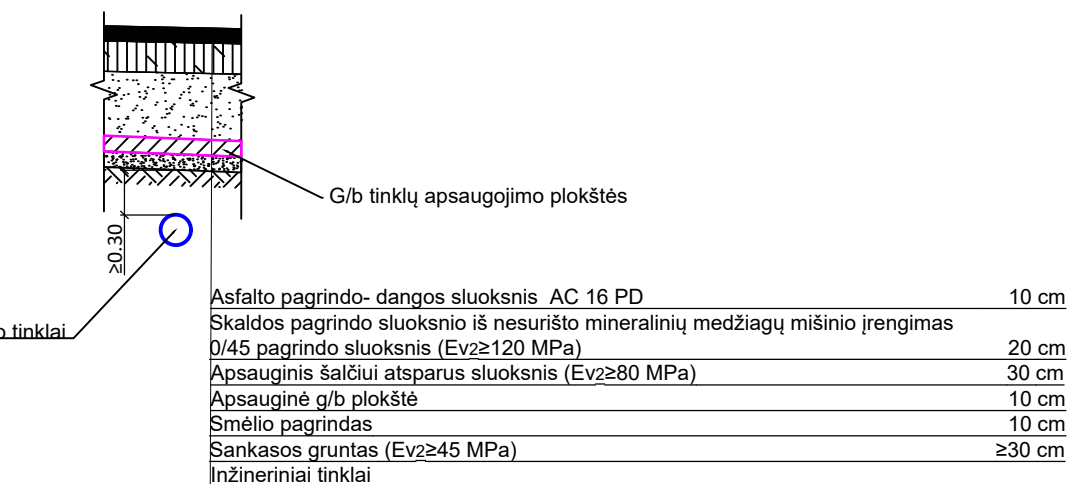 G/b tinklų apsaugojimo plokštės
≥0.30
tinklai
Asfalto pagrindo- dangos sluoksnis AC 16 PD 10 cm
Skaldos pagrindo sluoksnio iš nesurišto mineralinių medžiagų mišinio įrengimas
0/45 pagrindo sluoksnis (Ev2≥120 MPa) 20 cm
Apsauginis šalčiui atsparus sluoksnis (Ev2≥80 MPa) 30 cm
Apsauginė g/b plokštė 10 cm
Smėlio pagrindas 10 cm
Sankasos gruntas (Ev2≥45 MPa) ≥30 cm
Inžineriniai tinklai